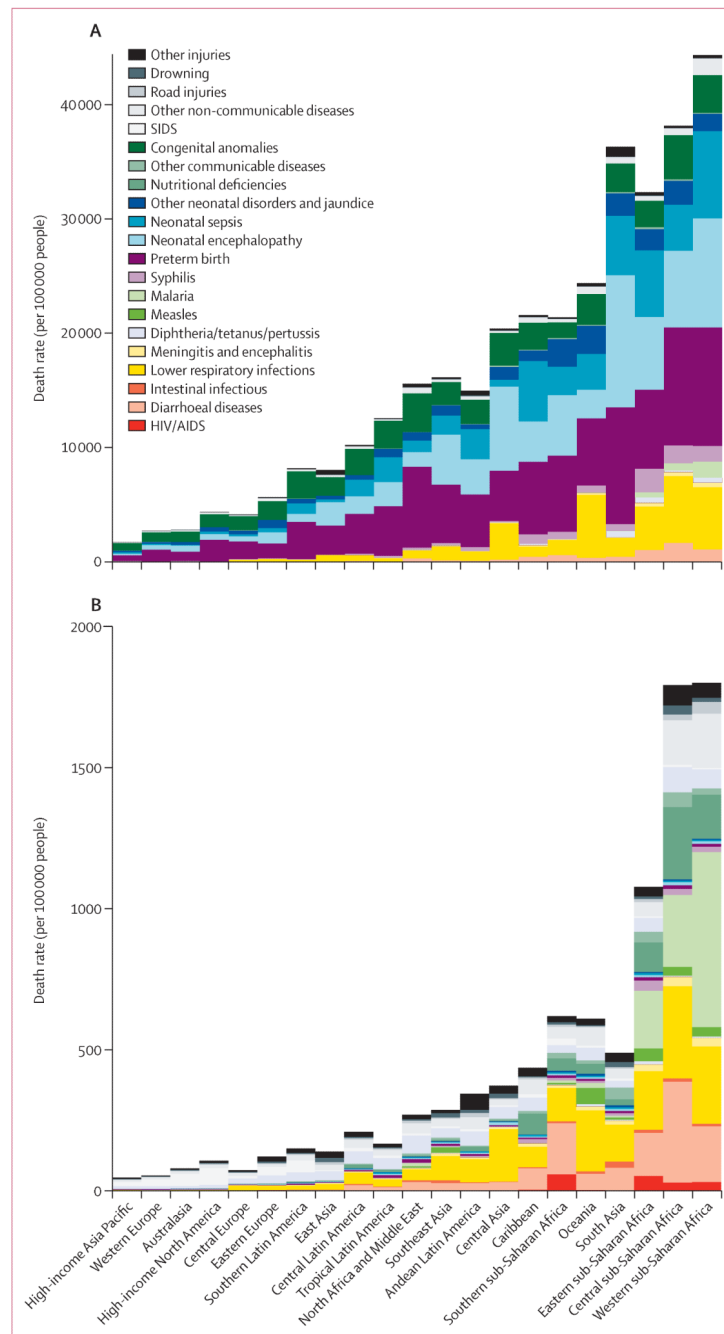 A
Other injuries
Drowning
Road injuries
Other non-communicable diseases
SIDS
Congenital anomalies
Other communicable diseases
Nutritional deficiencies
Other neonatal disorders and jaundice
Neonatal sepsis
Neonatal encephalopathy
Preterm birth
Syphilis
Malaria
Measles
Diphtheria/tetanus/pertussis
Meningitis and encephalitis
Lower respiratory infections
Intestinal infectious
Diarrhoeal diseases
HIV/AIDS
40 000
30 000
20 000
10 000
0
Death rate (per 100 000 people)
B
2000
1500
1000
500
0
Death rate (per 100 000 people)
High-income Asia Pacific
Western Europe
Australasia
High-income North America
Central Europe
Eastern Europe
Southern Latin America
East Asia
Central Latin America
Tropical Latin America
North Africa and Middle East
Southeast Asia
Andean Latin America
Central Asia
Caribbean
Southern sub-Saharan Africa
Oceania
South Asia
Eastern sub-Saharan Africa
Central sub-Saharan Africa
Western sub-Saharan Africa